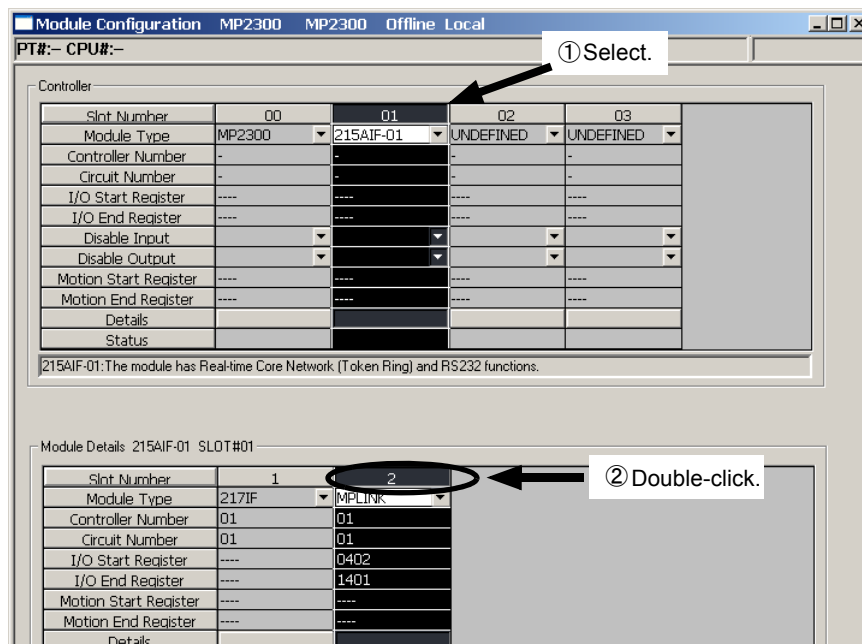 Module Configuration MP2300 MP2300 Offline Local
PT#:– CPU#:–
①Select.
Controller
Slot Number 00 01 02 03
Module Type MP2300 215AIF-01 UNDEFINED UNDEFINED
Controller Number - - - -
Circuit Number - - - -
I/O Start Register ---- ---- ---- ----
I/O End Register ---- ---- ---- ----
Disable Input
Disable Output
Motion Start Register ---- ---- ---- ----
Motion End Register ---- ---- ---- ----
Details
Status
215AIF-01:The module has Real-time Core Network (Token Ring) and RS232 functions.
Module Details 215AIF-01 SLOT#01
②Double-click.
Slot Number 1 2
Module Type 217IF MPLINK
Controller Number 01 01
Circuit Number 01 01
I/O Start Register ---- 0402
I/O End Register ---- 1401
Motion Start Register ---- ----
Motion End Register ---- ----
Details